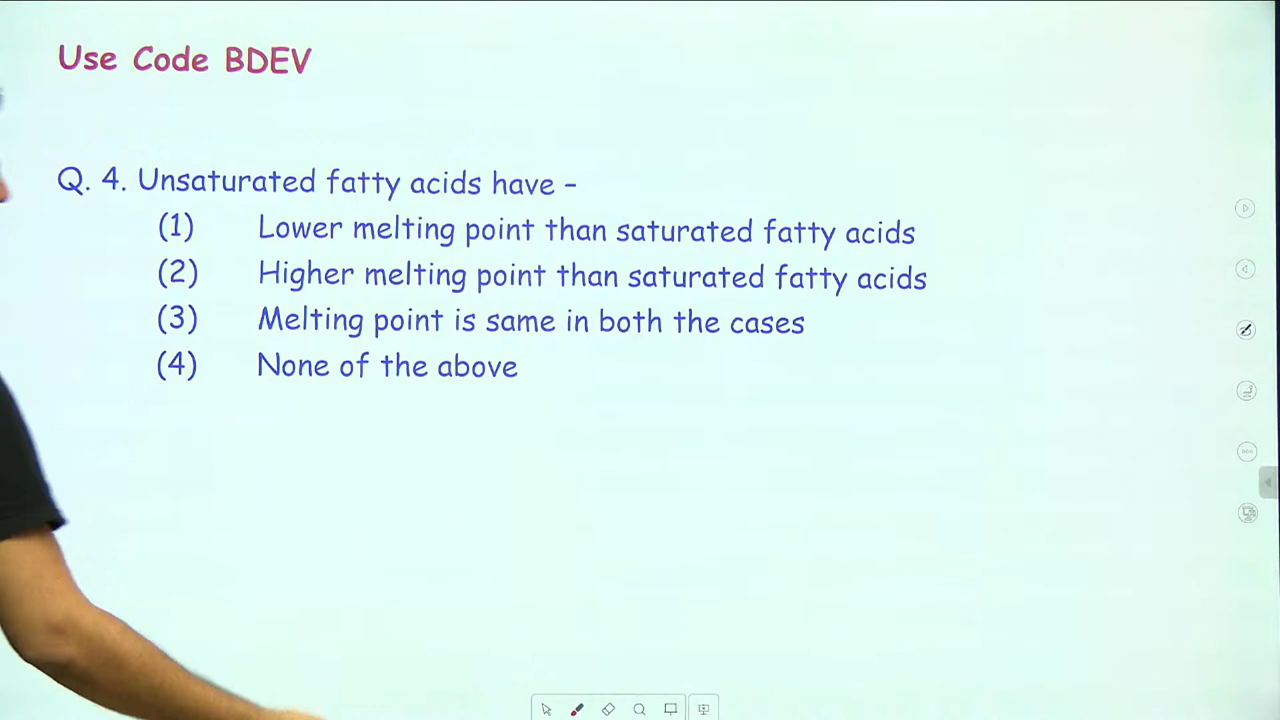 Use Code BDEV
Q. 4. Unsaturated fatty acids have -
(1) Lower melting point than saturated fatty acids
(2) Higher melting point than saturated fatty acids
(3) Melting point is same in both the cases
(4) None of the above